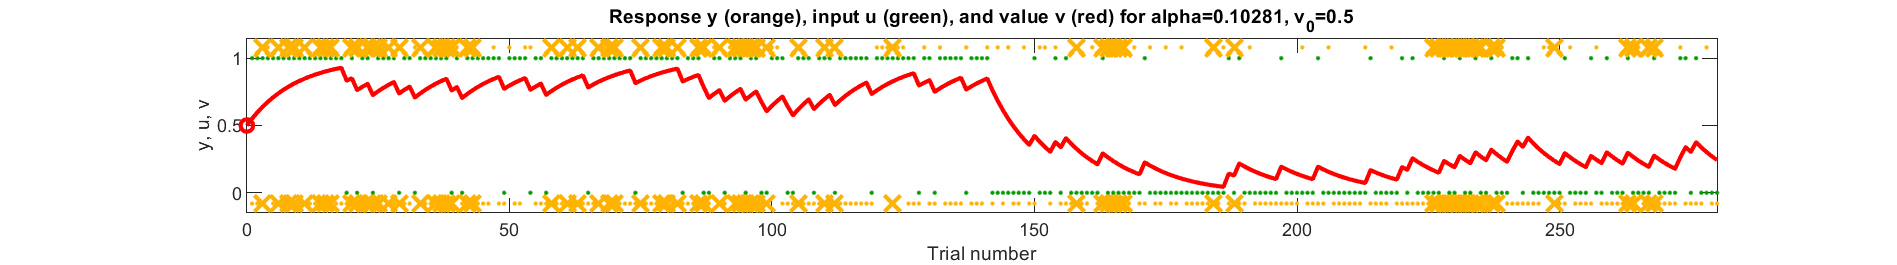 Response y (orange), input u (green), and value v (red) for alpha=0.10281, v0=0.5
y, u, v
1
0.5
0
0 50 100 150 200 250
Trial number